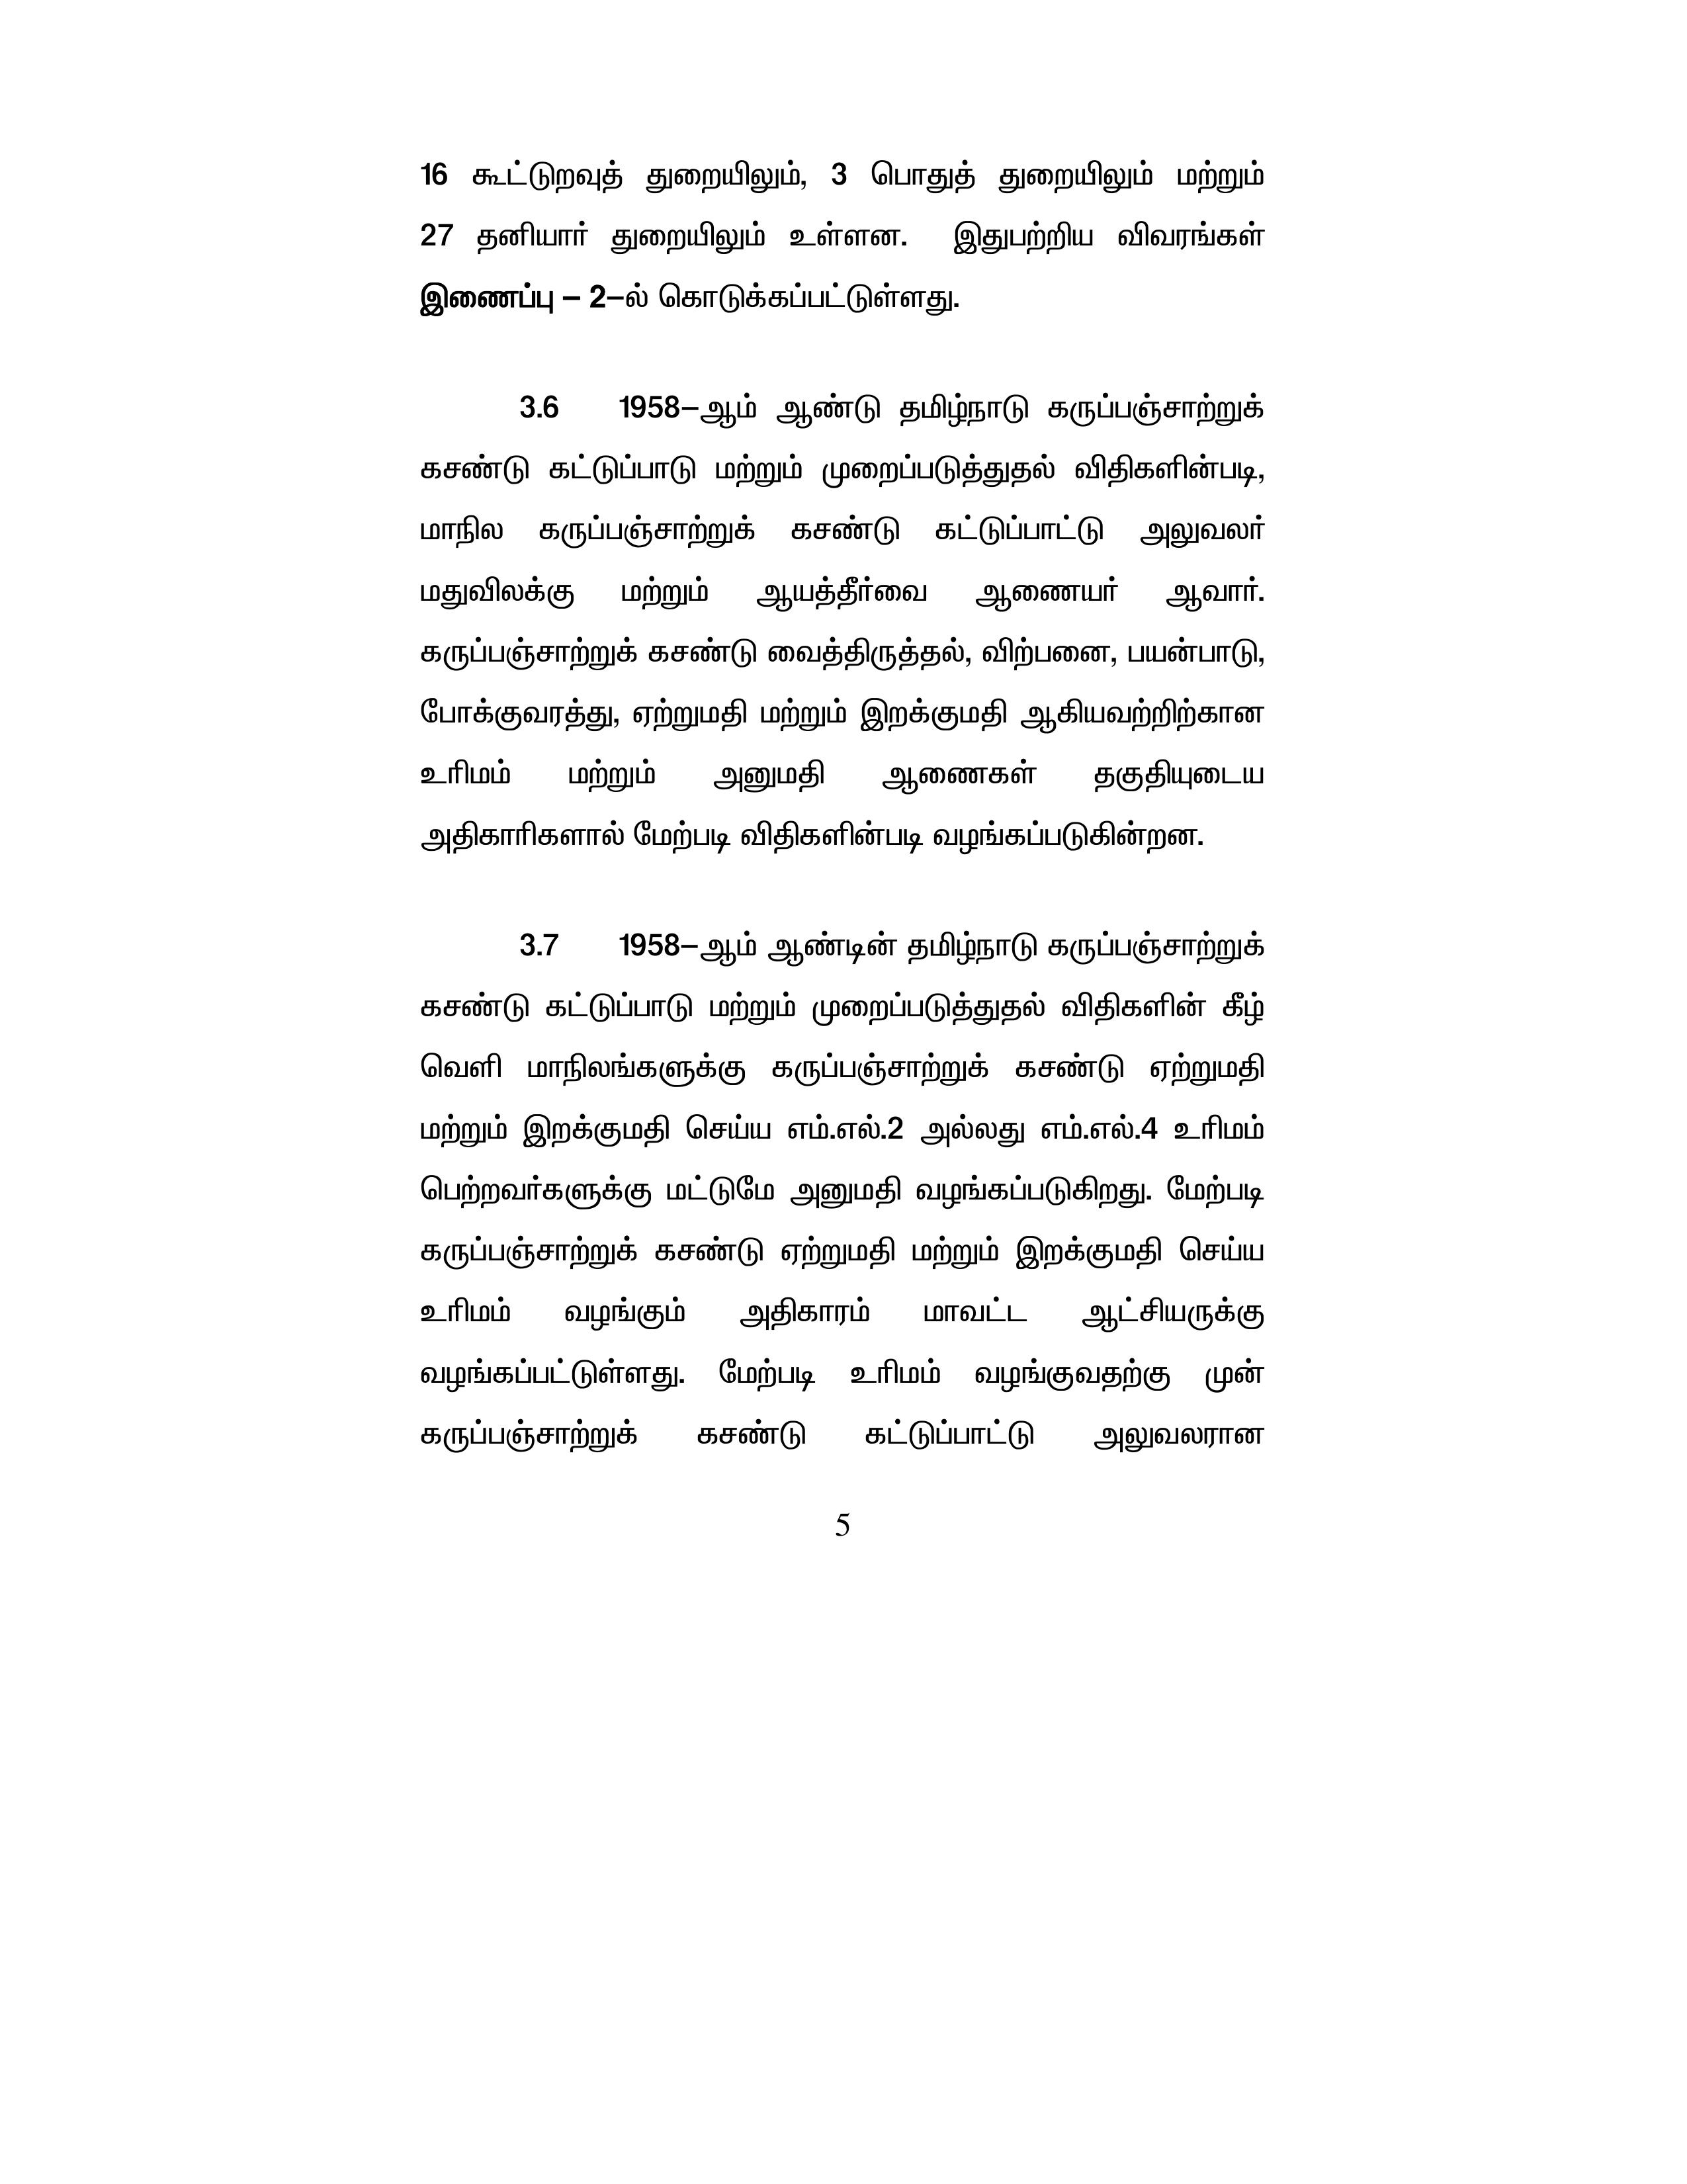 16 கூட்டுறவுத் துறையிலும், 3 பொதுத் துறையிலும் மற்றும்
27 தனியார் துறையிலும் உள்ளன. இதுபற்றிய விவரங்கள்
இணைப்பு – 2–ல் கொடுக்கப்பட்டுள்ளது.
3.6 1958–ஆம் ஆண்டு தமிழ்நாடு கருப்பஞ்சாற்றுக்
கசண்டு கட்டுப்பாடு மற்றும் முறைப்படுத்துதல் விதிகளின்படி,
மாநில கருப்பஞ்சாற்றுக் கசண்டு கட்டுப்பாட்டு அலுவலர்
மதுவிலக்கு மற்றும் ஆயத்தீர்வை ஆணையர் ஆவார்.
கருப்பஞ்சாற்றுக் கசண்டு வைத்திருத்தல், விற்பனை, பயன்பாடு,
போக்குவரத்து, ஏற்றுமதி மற்றும் இறக்குமதி ஆகியவற்றிற்கான
உரிமம் மற்றும் அனுமதி ஆணைகள் தகுதியுடைய
அதிகாரிகளால் மேற்படி விதிகளின்படி வழங்கப்படுகின்றன.
3.7 1958–ஆம் ஆண்டின் தமிழ்நாடு கருப்பஞ்சாற்றுக்
கசண்டு கட்டுப்பாடு மற்றும் முறைப்படுத்துதல் விதிகளின் கீழ்
வெளி மாநிலங்களுக்கு கருப்பஞ்சாற்றுக் கசண்டு ஏற்றுமதி
மற்றும் இறக்குமதி செய்ய எம்.எல்.2 அல்லது எம்.எல்.4 உரிமம்
பெற்றவர்களுக்கு மட்டுமே அனுமதி வழங்கப்படுகிறது. மேற்படி
கருப்பஞ்சாற்றுக் கசண்டு ஏற்றுமதி மற்றும் இறக்குமதி செய்ய
உரிமம் வழங்கும் அதிகாரம் மாவட்ட ஆட்சியருக்கு
வழங்கப்பட்டுள்ளது. மேற்படி உரிமம் வழங்குவதற்கு முன்
கருப்பஞ்சாற்றுக் கசண்டு கட்டுப்பாட்டு அலுவலரான
5